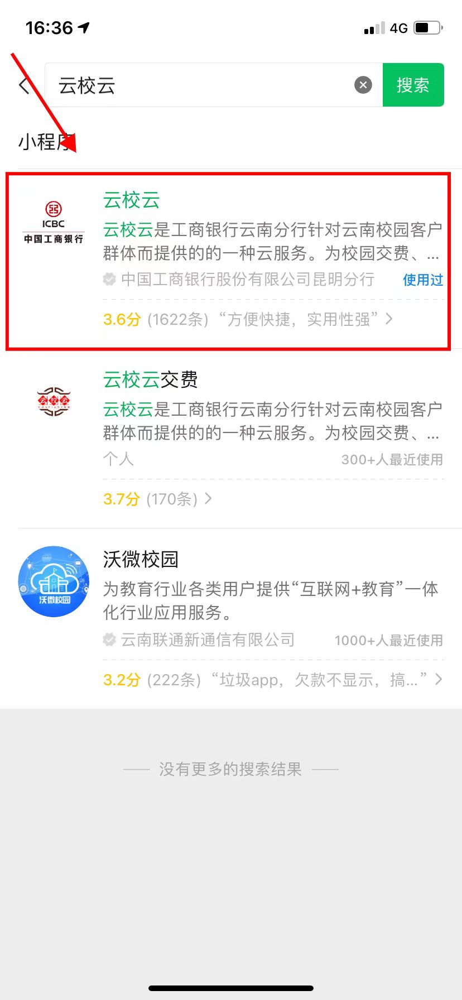 16:36
4G
云校云
搜索
小程序
云校云
ICBC
中国工商银行
云校云是工商银行云南分行针对云南校园客户
群体而提供的的一种云服务。为校园交费、...
中国工商银行股份有限公司昆明分行
使用过
3.6分 (1622条) “方便快捷，实用性强”
云校云交费
云校云
云校云是工商银行云南分行针对云南校园客户
群体而提供的的一种云服务。为校园交费、...
个人
300+人最近使用
3.7分 (170条)
沃微校园
沃微校园
为教育行业各类用户提供“互联网+教育”一体
化行业应用服务。
云南联通新通信有限公司
1000+人最近使用
3.2分 (222条) “垃圾app，欠款不显示，搞...”
没有更多的搜索结果